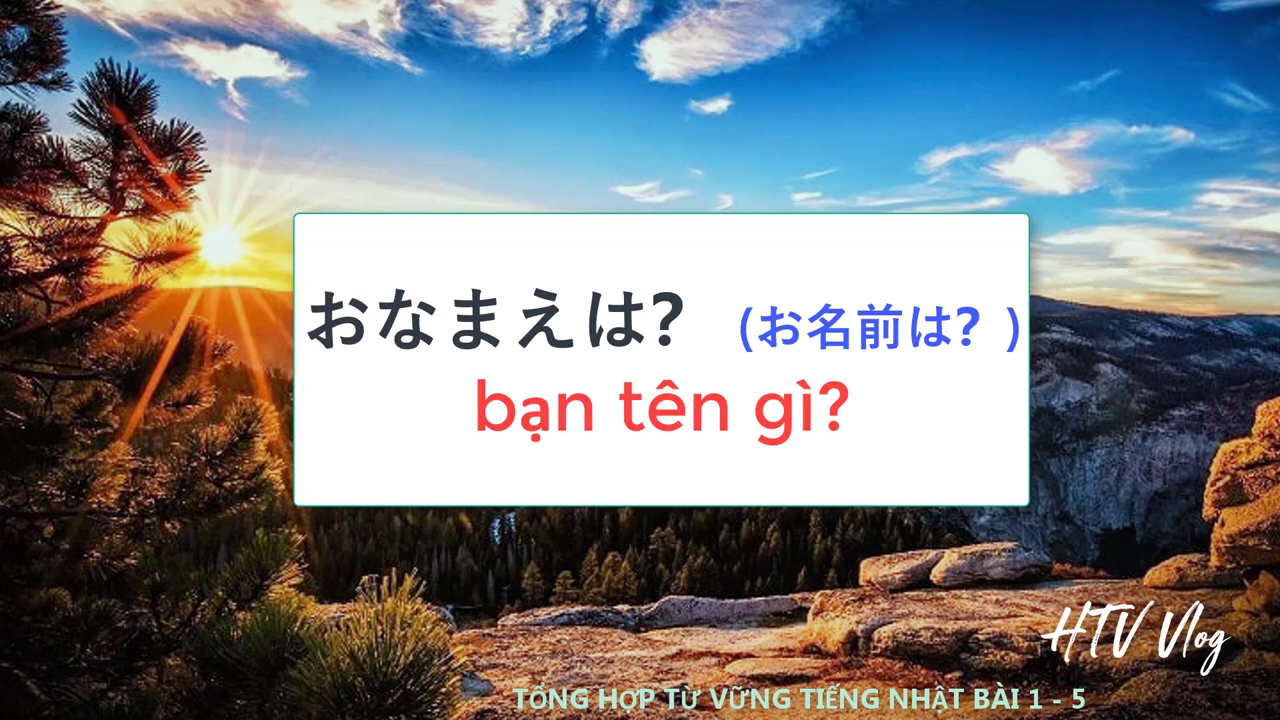 おなまえは? (お名前は? )
bạn tên gì?
HTV Vlog
TỔNG HỢP TỪ VỮNG TIẾNG NHẬT BÀI 1 - 5